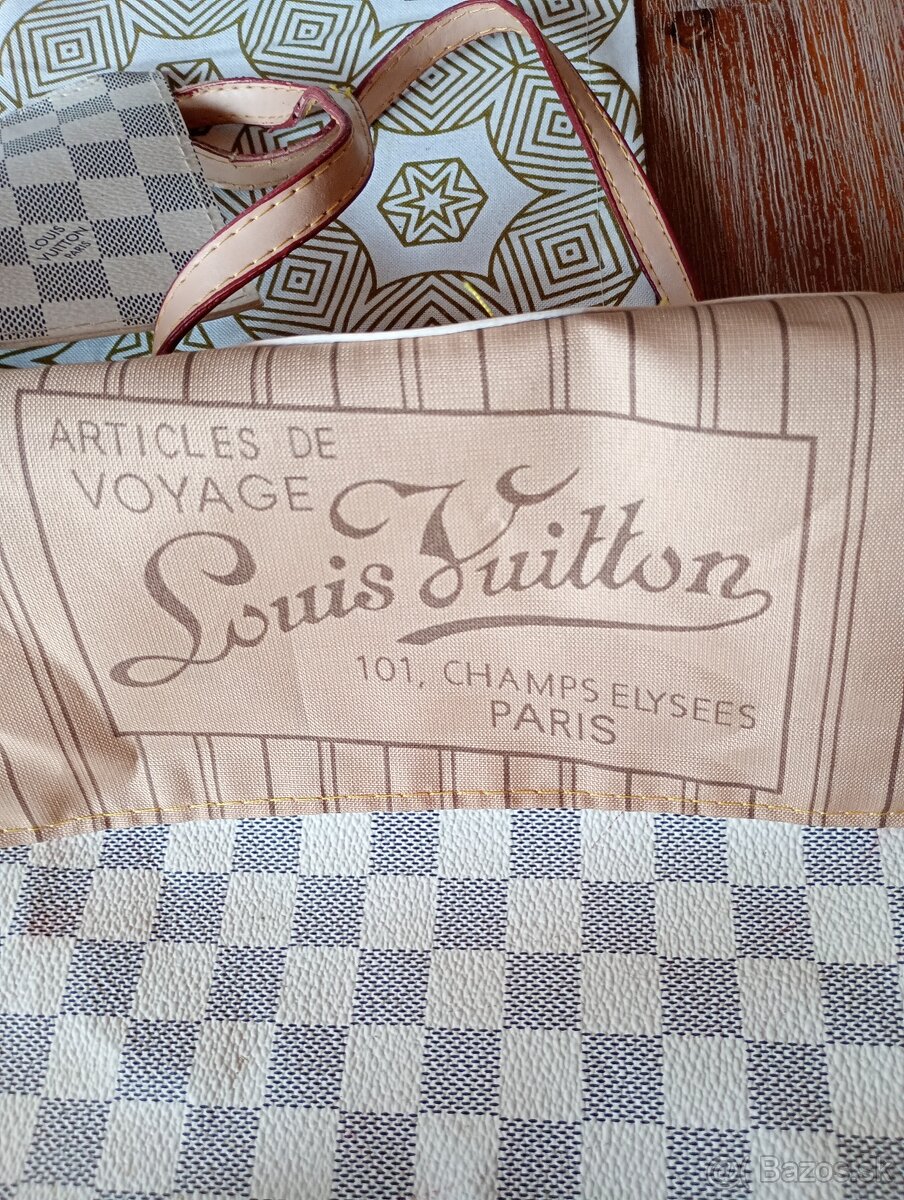 LOUIS
VUITTON
PARIS
ARTICLES DE
VOYAGE
Louis Vuitton
101, CHAMPS ELYSEES
PARIS
Bazos.sk